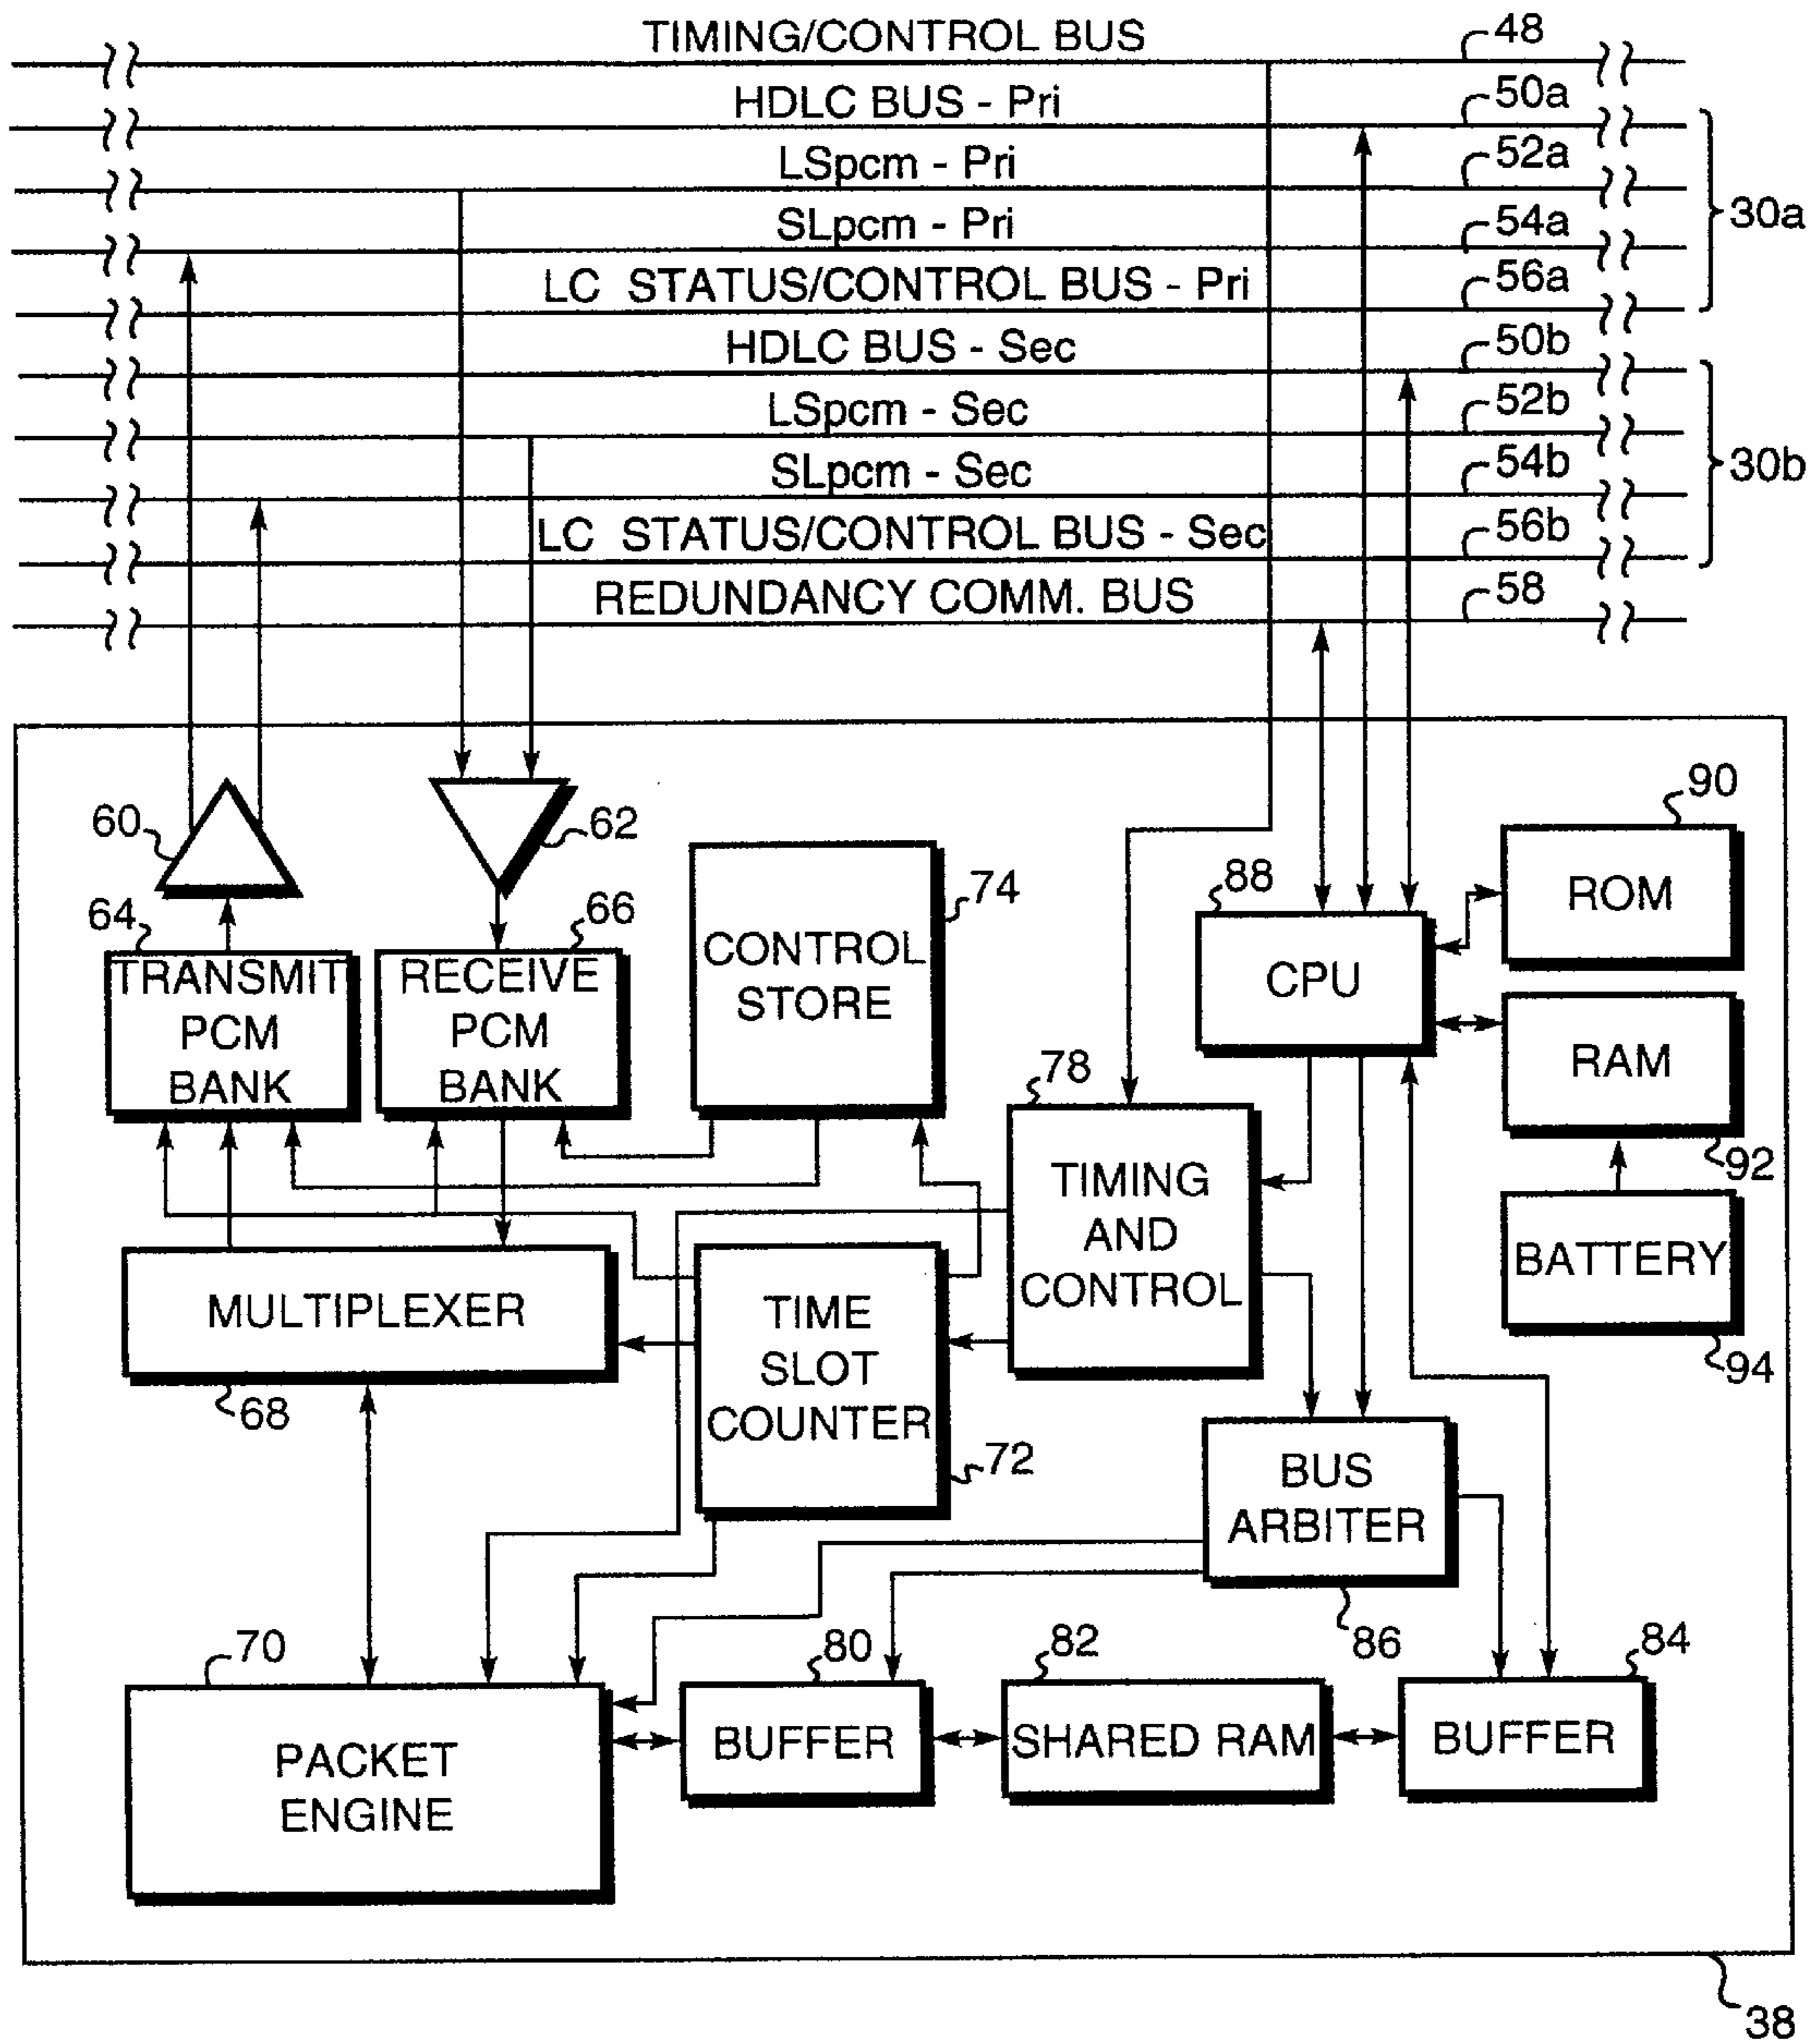 TIMING/CONTROL BUS 48
HDLC BUS - Pri 50a
LSpcm - Pri 52a
SLpcm - Pri 54a
30a
LC STATUS/CONTROL BUS - Pri 56a
HDLC BUS - Sec 50b
LSpcm - Sec 52b
SLpcm - Sec 54b
30b
LC STATUS/CONTROL BUS - Sec 56b
REDUNDANCY COMM. BUS 58
60
62
64
TRANSMIT
PCM
BANK
66
RECEIVE
PCM
BANK
74
CONTROL
STORE
88
CPU
90
ROM
RAM
92
BATTERY
94
78
TIMING
AND
CONTROL
MULTIPLEXER
68
TIME
SLOT
COUNTER
72
BUS
ARBITER
86
70
PACKET
ENGINE
80
BUFFER
82
SHARED RAM
84
BUFFER
38